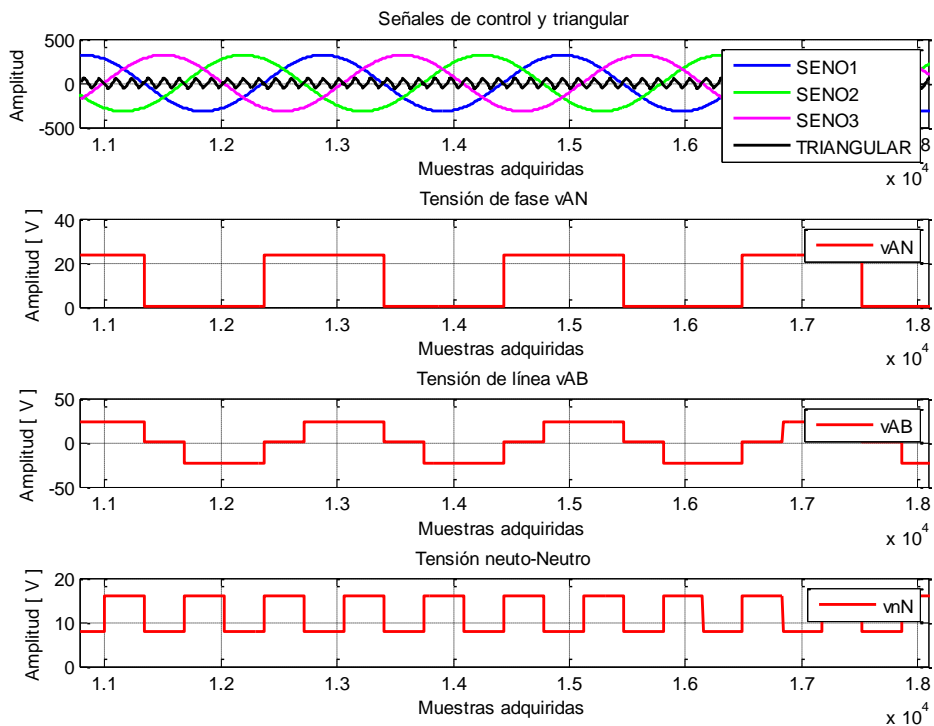 Señales de control y triangular
Amplitud
500
0
-500
SENO1
SENO2
SENO3
TRIANGULAR
1.1 1.2 1.3 1.4 1.5 1.6 1.7 1.8
Muestras adquiridas
x 10^4
Tensión de fase vAN
Amplitud [ V ]
40
20
0
vAN
1.1 1.2 1.3 1.4 1.5 1.6 1.7 1.8
Muestras adquiridas
x 10^4
Tensión de línea vAB
Amplitud [ V ]
50
0
-50
vAB
1.1 1.2 1.3 1.4 1.5 1.6 1.7 1.8
Muestras adquiridas
x 10^4
Tensión neuto-Neutro
Amplitud [ V ]
20
10
0
vnN
1.1 1.2 1.3 1.4 1.5 1.6 1.7 1.8
Muestras adquiridas
x 10^4